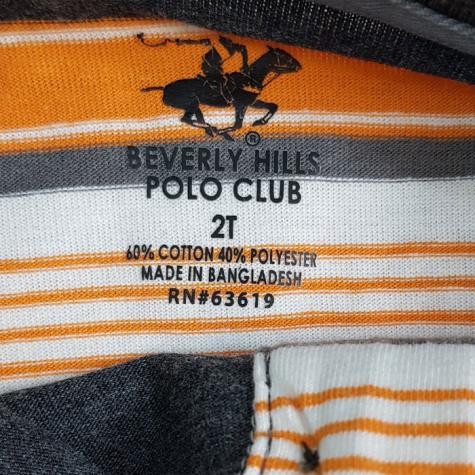 ®
BEVERLY HILLS
POLO CLUB
2T
60% COTTON 40% POLYESTER
MADE IN BANGLADESH
RN#63619